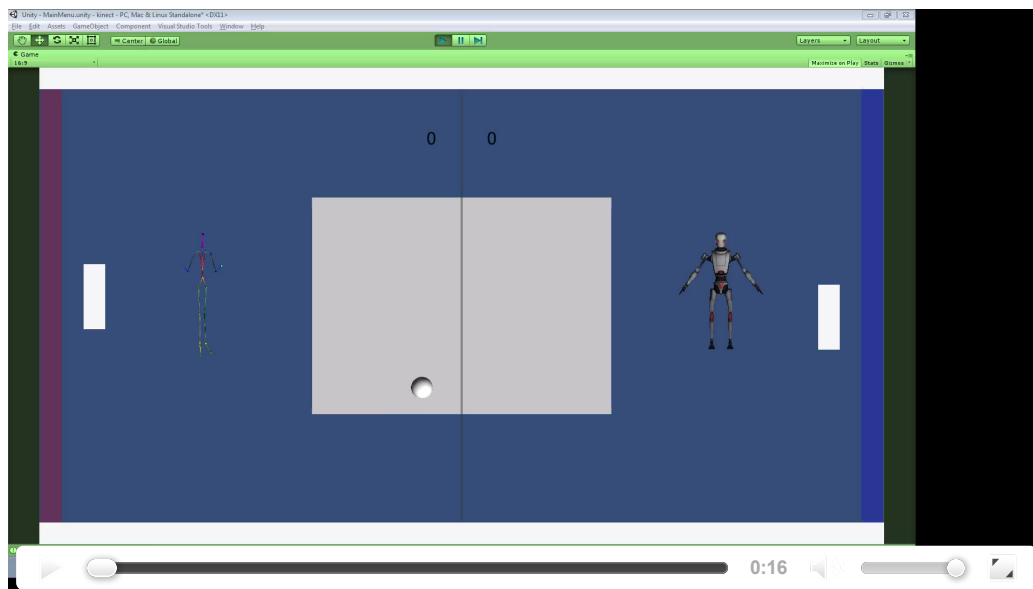 Unity - MainMenu.unity - kinect - PC, Mac & Linux Standalone* <DX11>
File Edit Assets GameObject Component Visual Studio Tools Window Help
Center Global Layers Layout
Game
16:9 Maximize on Play Stats Gizmos
0 0
0:16